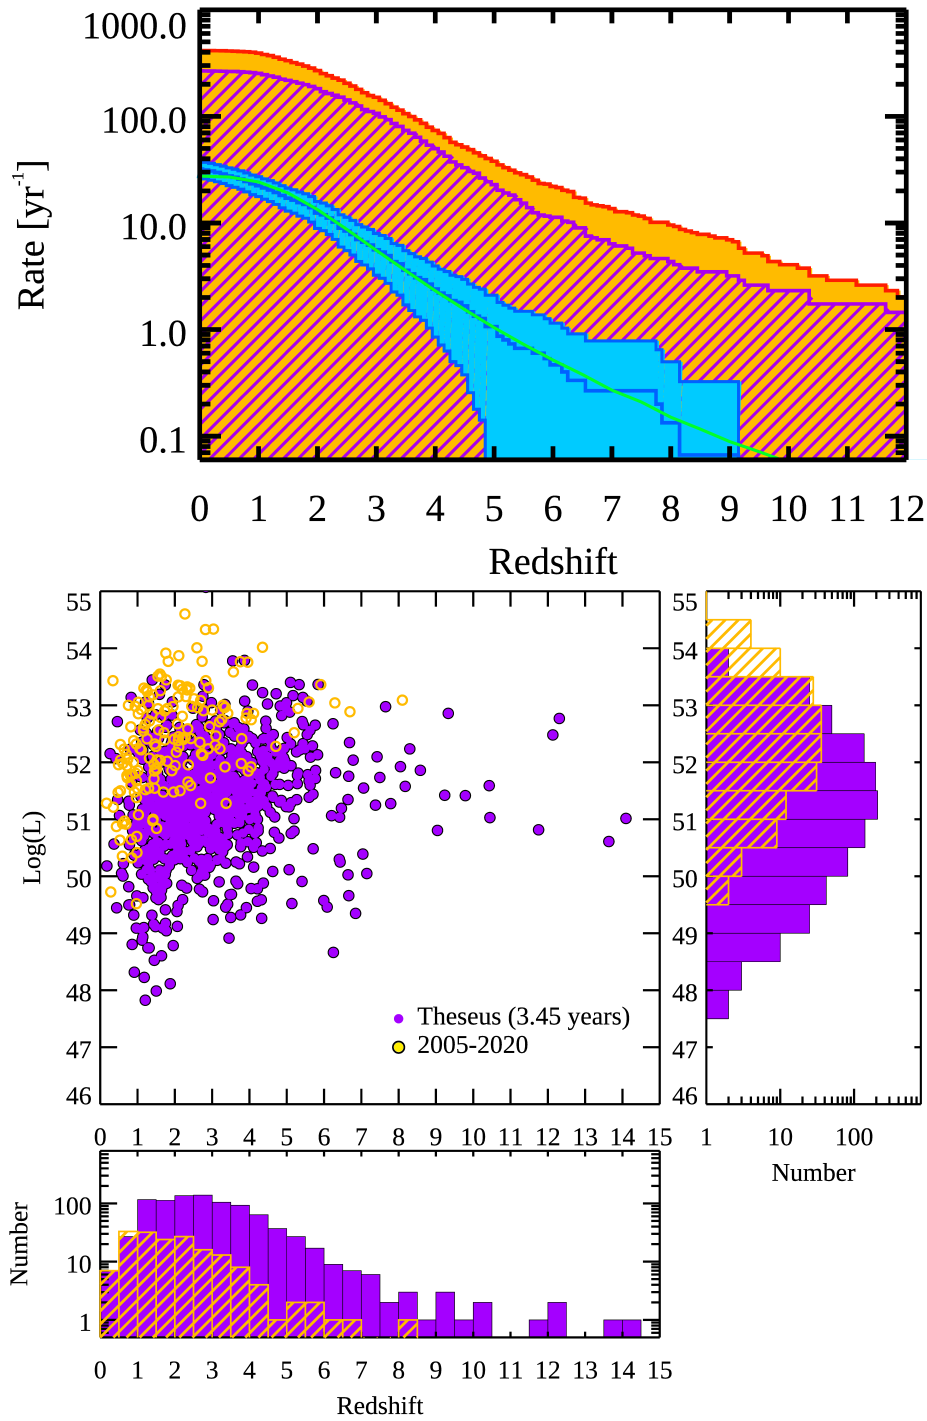 1000.0
100.0
10.0
1.0
0.1
Rate [yr⁻¹]
0 1 2 3 4 5 6 7 8 9 10 11 12
Redshift
55
54
53
52
51
50
49
48
47
46
Log(L)
Theseus (3.45 years)
2005-2020
0 1 2 3 4 5 6 7 8 9 10 11 12 13 14 15
55
54
53
52
51
50
49
48
47
46
1 10 100
Number
100
10
1
Number
0 1 2 3 4 5 6 7 8 9 10 11 12 13 14 15
Redshift